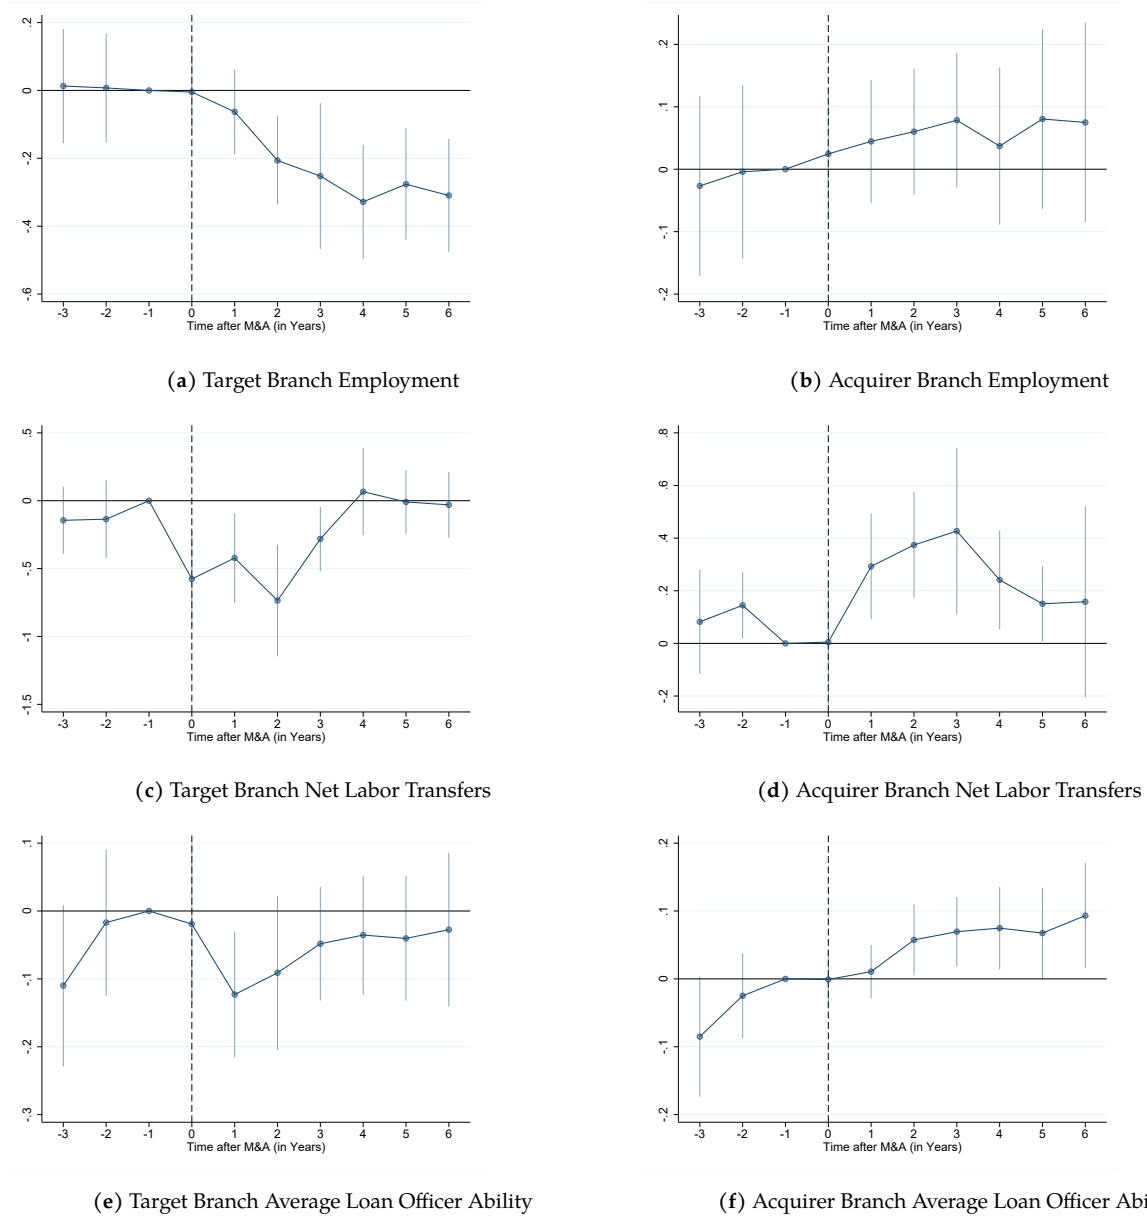 .2
0
-.2
-.4
-.6
-3 -2 -1 0 1 2 3 4 5 6
Time after M&A (in Years)
(a) Target Branch Employment
.2
.1
0
-.1
-.2
-3 -2 -1 0 1 2 3 4 5 6
Time after M&A (in Years)
(b) Acquirer Branch Employment
.5
0
-.5
-1
-1.5
-3 -2 -1 0 1 2 3 4 5 6
Time after M&A (in Years)
(c) Target Branch Net Labor Transfers
.8
.6
.4
.2
0
-.2
-3 -2 -1 0 1 2 3 4 5 6
Time after M&A (in Years)
(d) Acquirer Branch Net Labor Transfers
.1
0
-.1
-.2
-.3
-3 -2 -1 0 1 2 3 4 5 6
Time after M&A (in Years)
(e) Target Branch Average Loan Officer Ability
.2
.1
0
-.1
-.2
-3 -2 -1 0 1 2 3 4 5 6
Time after M&A (in Years)
(f) Acquirer Branch Average Loan Officer Abi